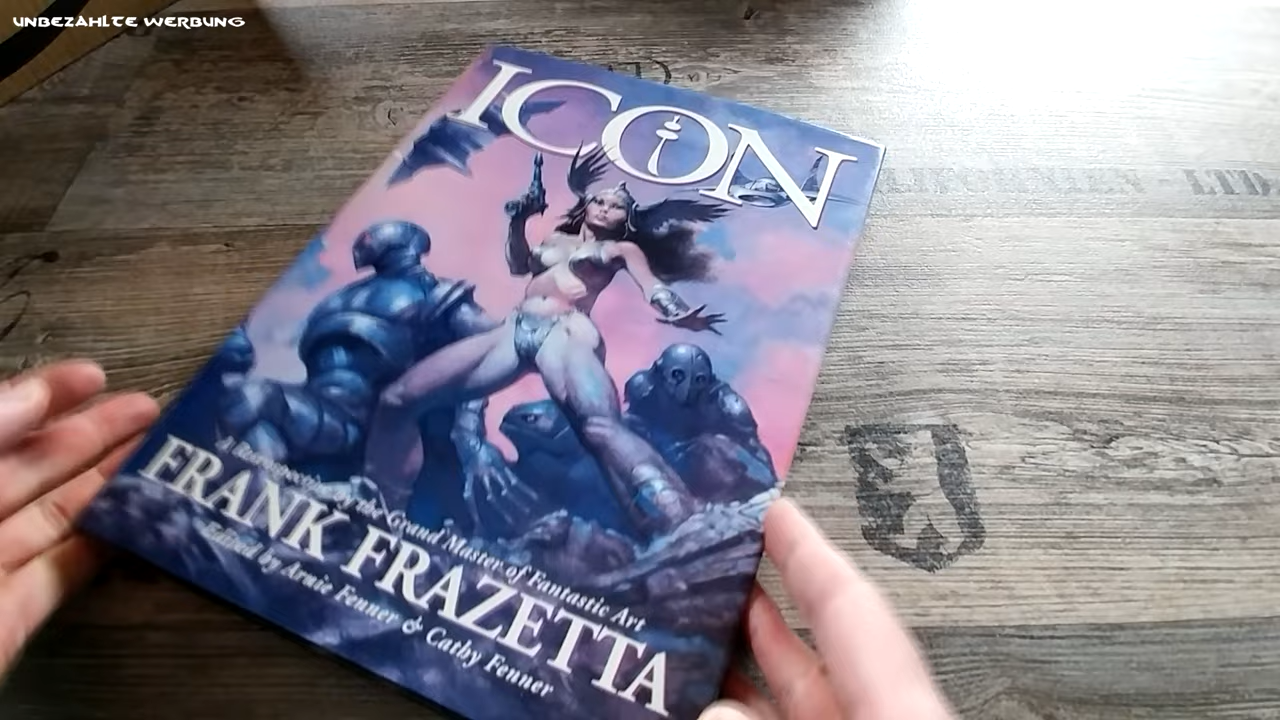 UNBEZAHLTE WERBUNG
ICON
A Retrospective by the Grand Master of Fantastic Art
FRANK FRAZETTA
Edited by Arnie Fenner & Cathy Fenner
LTD.